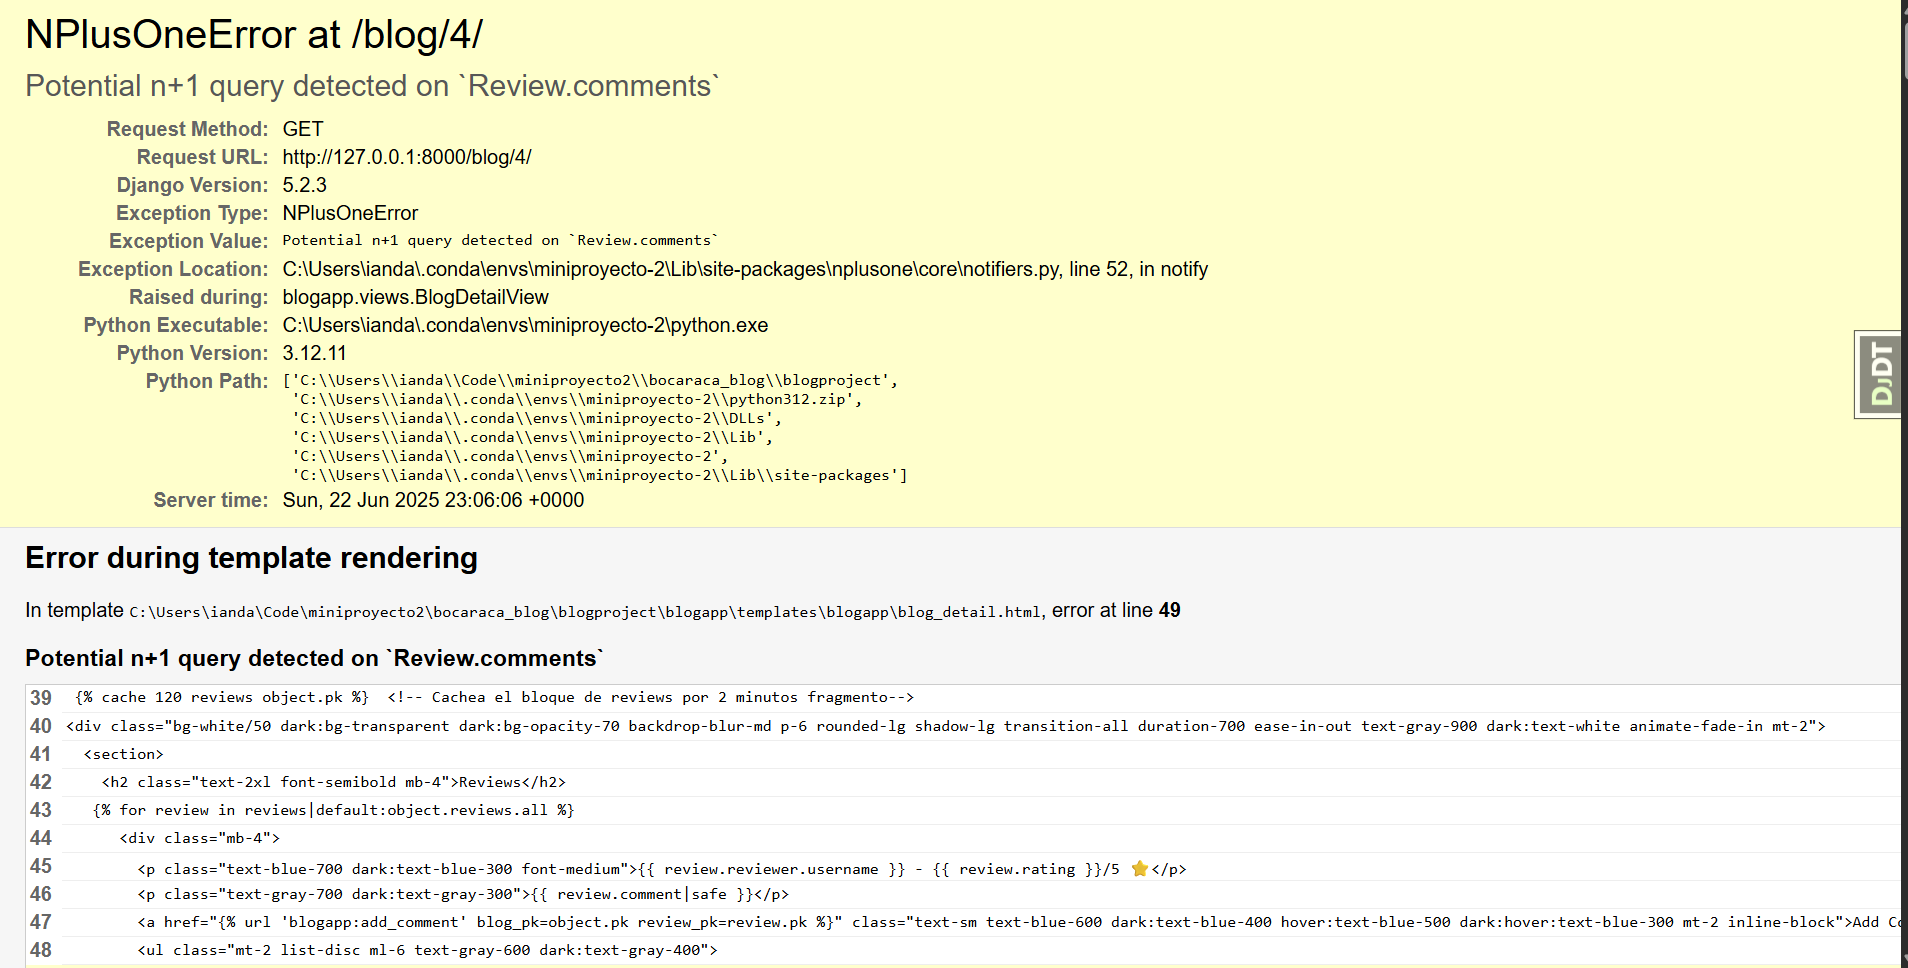 NPlusOneError at /blog/4/
Potential n+1 query detected on `Review.comments`
Request Method: GET
Request URL: http://127.0.0.1:8000/blog/4/
Django Version: 5.2.3
Exception Type: NPlusOneError
Exception Value: Potential n+1 query detected on `Review.comments`
Exception Location: C:\Users\ianda\.conda\envs\miniproyecto-2\Lib\site-packages\nplusone\core\notifiers.py, line 52, in notify
Raised during: blogapp.views.BlogDetailView
Python Executable: C:\Users\ianda\.conda\envs\miniproyecto-2\python.exe
Python Version: 3.12.11
Python Path: ['C:\\Users\\ianda\\Code\\miniproyecto2\\bocaraca_blog\\blogproject',
'C:\\Users\\ianda\\.conda\\envs\\miniproyecto-2\\python312.zip',
'C:\\Users\\ianda\\.conda\\envs\\miniproyecto-2\\DLLs',
'C:\\Users\\ianda\\.conda\\envs\\miniproyecto-2\\Lib',
'C:\\Users\\ianda\\.conda\\envs\\miniproyecto-2',
'C:\\Users\\ianda\\.conda\\envs\\miniproyecto-2\\Lib\\site-packages']
Server time: Sun, 22 Jun 2025 23:06:06 +0000
DJDT
Error during template rendering
In template C:\Users\ianda\Code\miniproyecto2\bocaraca_blog\blogproject\blogapp\templates\blogapp\blog_detail.html, error at line 49
Potential n+1 query detected on `Review.comments`
39 {% cache 120 reviews object.pk %}  <!-- Cachea el bloque de reviews por 2 minutos fragmento-->
40 <div class="bg-white/50 dark:bg-transparent dark:bg-opacity-70 backdrop-blur-md p-6 rounded-lg shadow-lg transition-all duration-700 ease-in-out text-gray-900 dark:text-white animate-fade-in mt-2">
41 <section>
42 <h2 class="text-2xl font-semibold mb-4">Reviews</h2>
43 {% for review in reviews|default:object.reviews.all %}
44 <div class="mb-4">
45 <p class="text-blue-700 dark:text-blue-300 font-medium">{{ review.reviewer.username }} - {{ review.rating }}/5 ⭐</p>
46 <p class="text-gray-700 dark:text-gray-300">{{ review.comment|safe }}</p>
47 <a href="{% url 'blogapp:add_comment' blog_pk=object.pk review_pk=review.pk %}" class="text-sm text-blue-600 dark:text-blue-400 hover:text-blue-500 dark:hover:text-blue-300 mt-2 inline-block">Add
48 <ul class="mt-2 list-disc ml-6 text-gray-600 dark:text-gray-400">